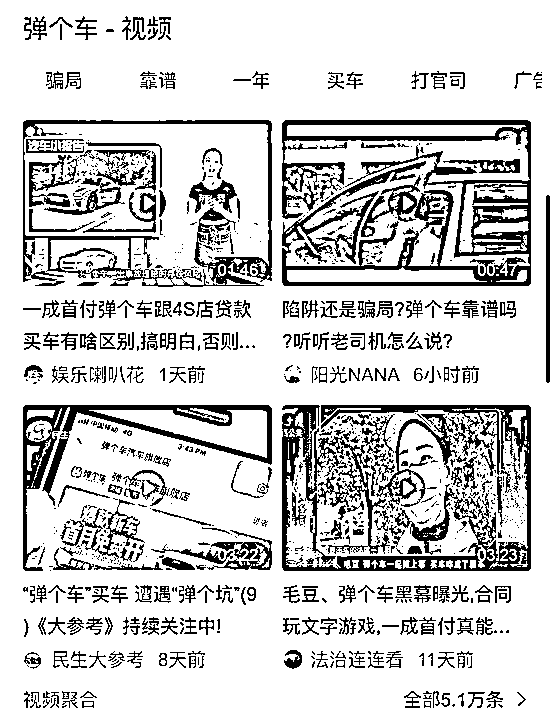 弹个车 - 视频
骗局 靠谱 一年 买车 打官司 广告
汽车小报告
01:46
00:47
一成首付弹个车跟4S店贷款
买车有啥区别,搞明白,否则...
陷阱还是骗局?弹个车靠谱吗
?听听老司机怎么说?
娱乐喇叭花 1天前
阳光NANA 6小时前
中国移动 4G
3:43 PM
弹个车汽车旗舰店
首月免费开
03:22
03:23
“弹个车”买车 遭遇“弹个坑”(9
)《大参考》持续关注中!
毛豆、弹个车黑幕曝光,合同
玩文字游戏,一成首付真能...
民生大参考 8天前
法治连连看 11天前
视频聚合
全部5.1万条 >